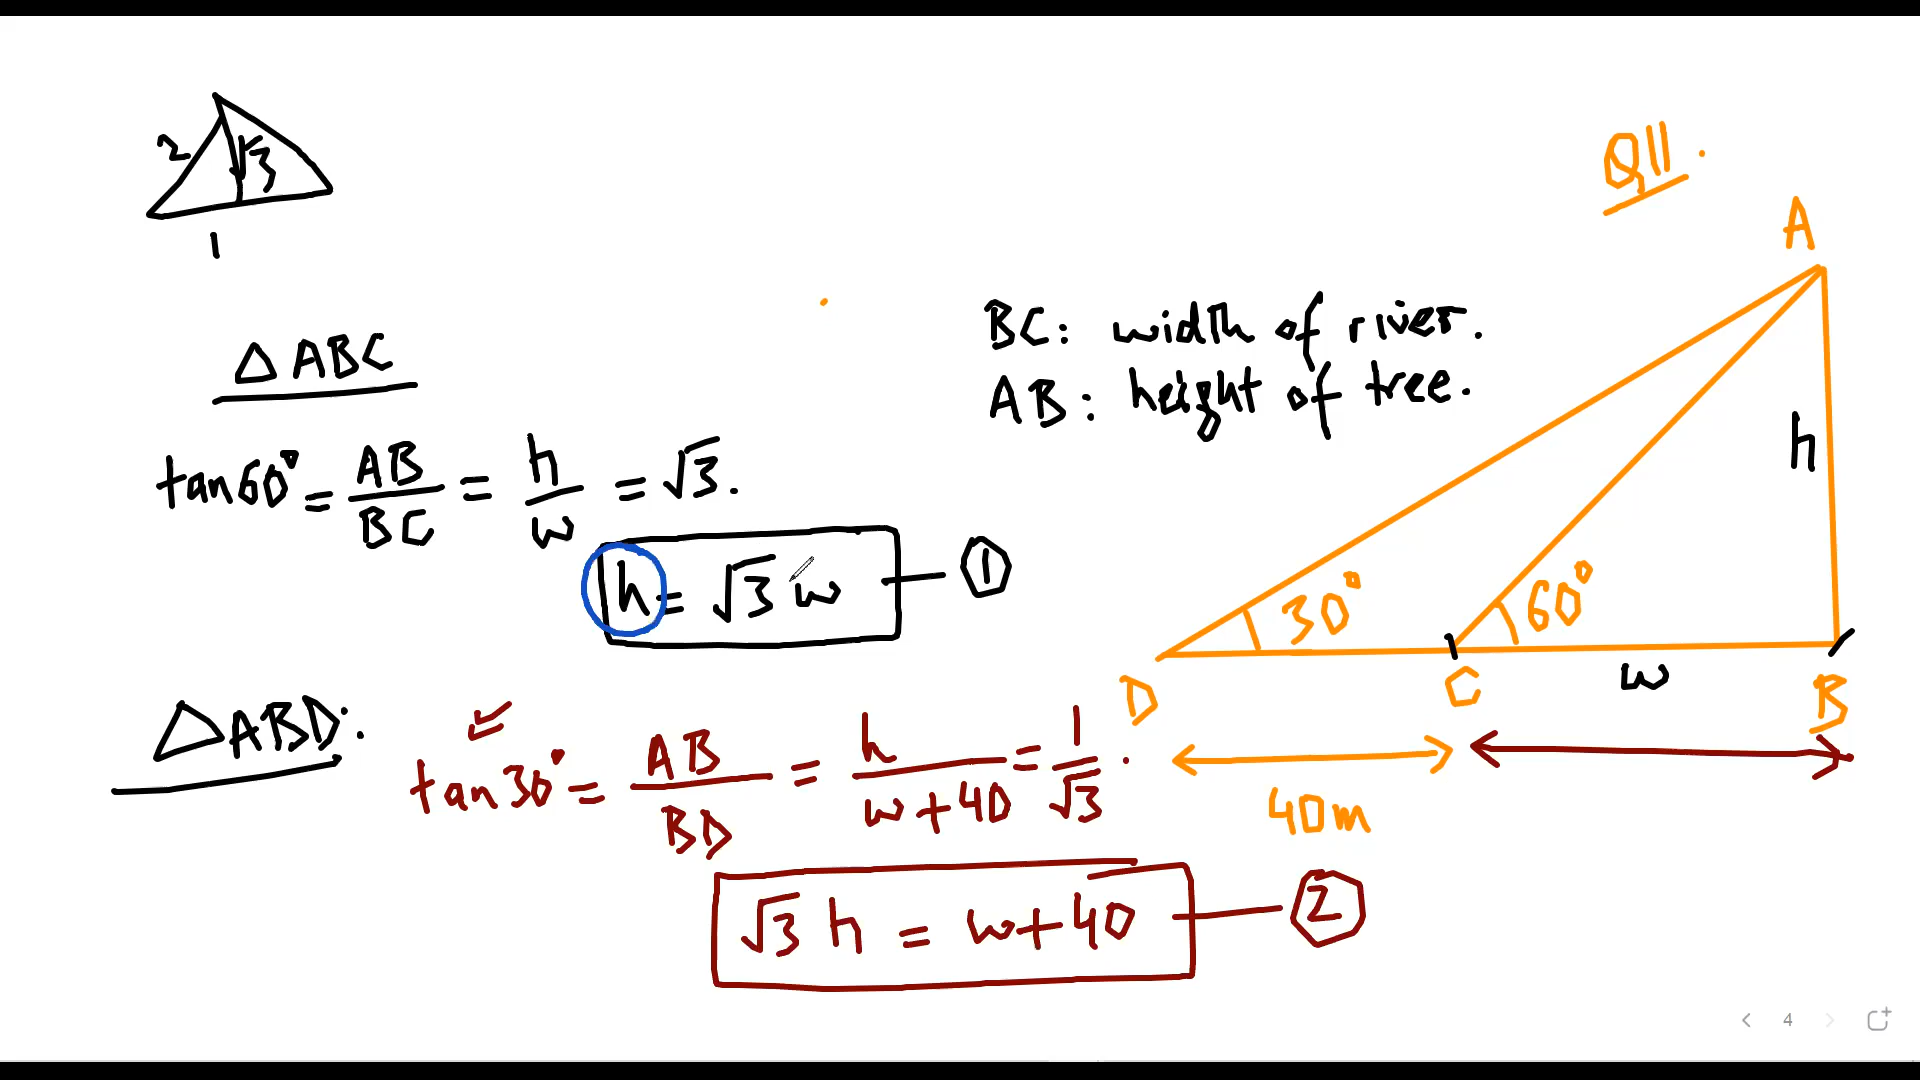 Q11.
2
√3
1
A
BC: width of river.
AB: height of tree.
△ ABC
tan60° = AB/BC = h/w = √3.
h = √3 w — ①
h
30°
60°
D
C
w
B
△ABD:
tan30° = AB/BD = h/w+40 = 1/√3.
40m
√3 h = w+40 — ②
4